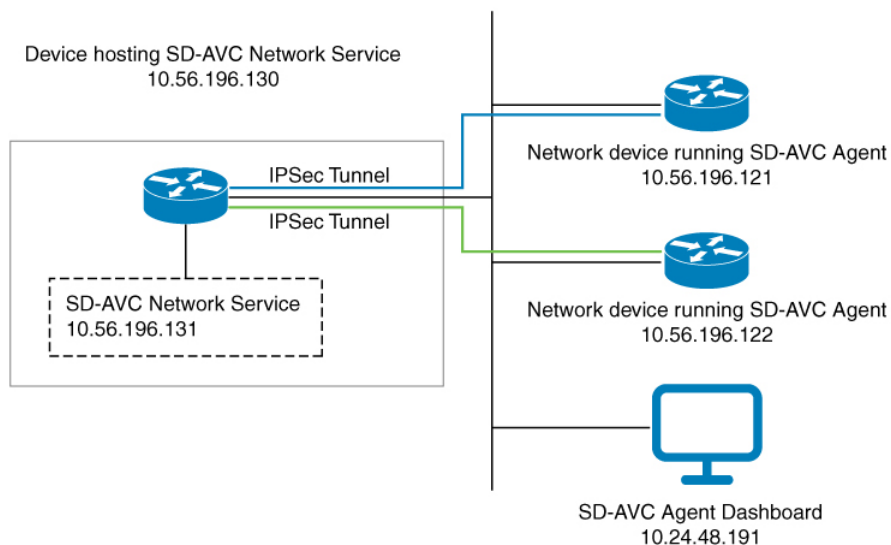 Device hosting SD-AVC Network Service
10.56.196.130
IPSec Tunnel
IPSec Tunnel
SD-AVC Network Service
10.56.196.131
Network device running SD-AVC Agent
10.56.196.121
Network device running SD-AVC Agent
10.56.196.122
SD-AVC Agent Dashboard
10.24.48.191